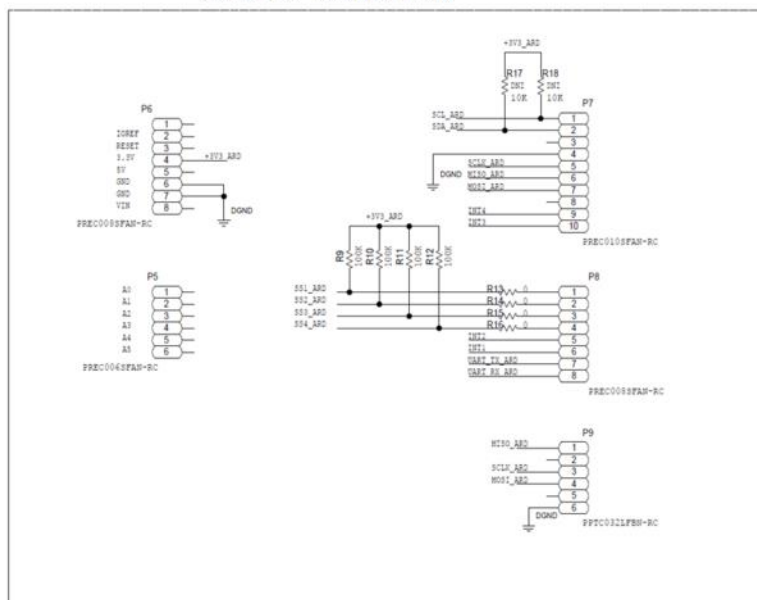 +3V3_ARD
R17
R18
DNI
DNI
10K
10K
P7
SCL_ARD
1
SDA_ARD
2
3
4
SCLK_ARD
5
DGND
MISO_ARD
6
MOSI_ARD
7
8
INT4
9
INT3
10
PREC010SFAN-RC
P6
1
IOREF
2
RESET
3
3.3V
4
+3V3_ARD
5V
5
GND
6
GND
7
VIN
8
DGND
PREC008SFAN-RC
+3V3_ARD
R9
100K
R10
100K
R11
100K
R12
100K
P5
A0
1
A1
2
A2
3
A3
4
A4
5
A5
6
PREC006SFAN-RC
P8
SS1_ARD
R13
0
1
SS2_ARD
R14
0
2
SS3_ARD
R15
0
3
SS4_ARD
R16
0
4
INT2
5
INT1
6
UART_TX_ARD
7
UART_RX_ARD
8
PREC008SFAN-RC
P9
MISO_ARD
1
2
SCLK_ARD
3
MOSI_ARD
4
5
DGND
6
PPTC032LFBN-RC